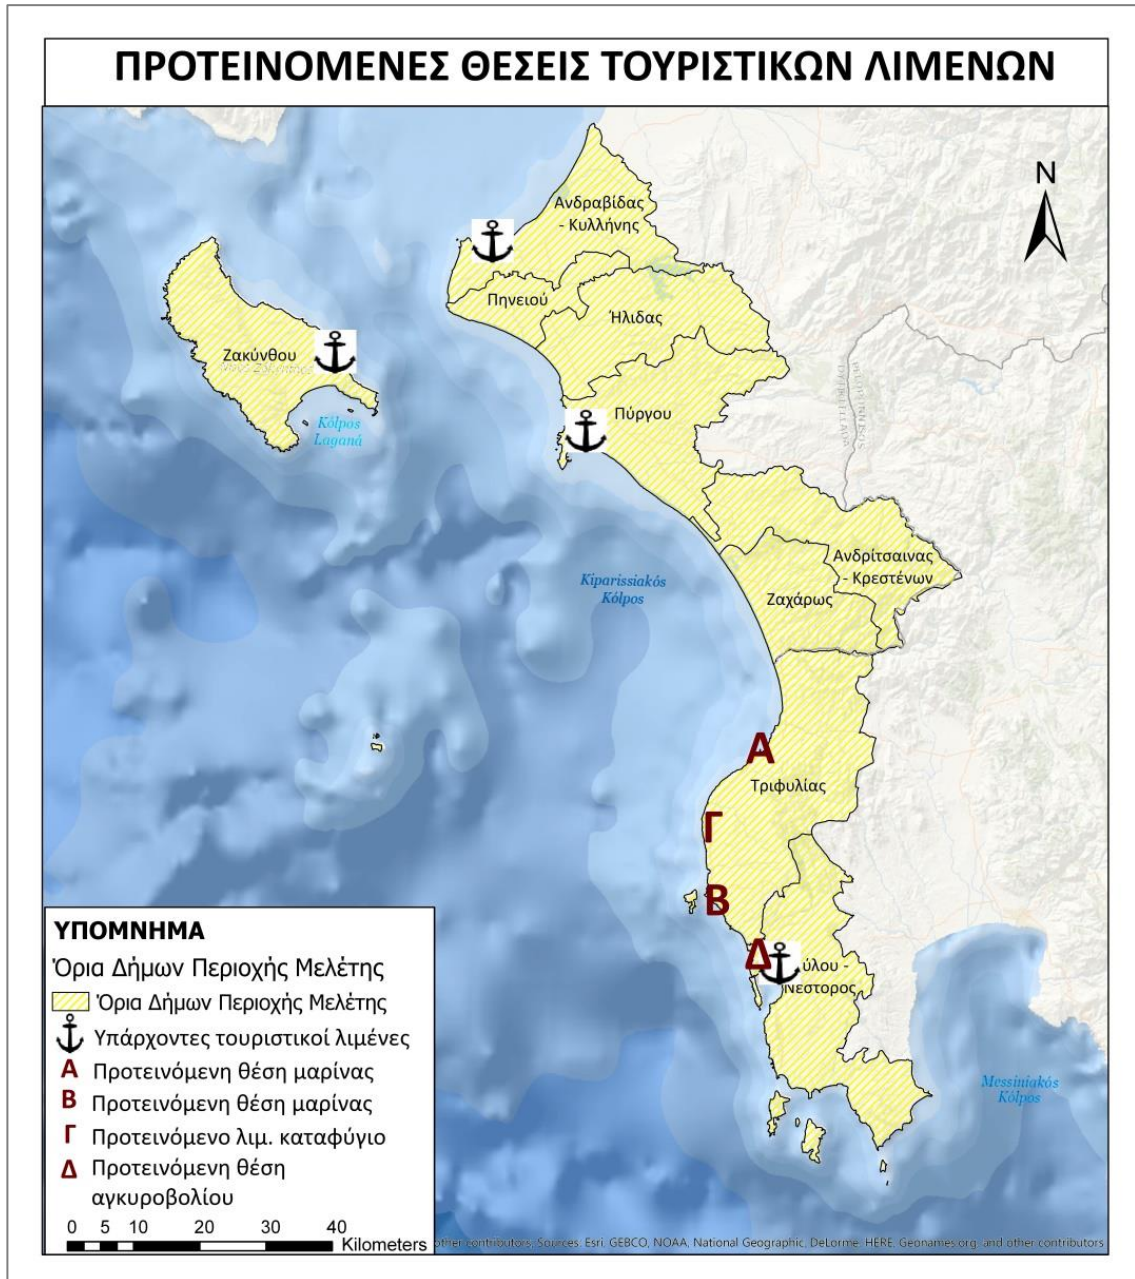 ΠΡΟΤΕΙΝΟΜΕΝΕΣ ΘΕΣΕΙΣ ΤΟΥΡΙΣΤΙΚΩΝ ΛΙΜΕΝΩΝ
N
Ανδραβίδας
- Κυλλήνης
Πηνειού
Ήλιδας
Ζακύνθου
Πύργου
Kólpos
Laganá
Ανδρίτσαινας
- Κρεστένων
Kiparissiakós
Kólpos
Ζαχάρως
Α
Τριφυλίας
Γ
Β
Δ
ύλου -
Νέστορος
Messiniakós
Kólpos
ΥΠΟΜΝΗΜΑ
Όρια Δήμων Περιοχής Μελέτης
Όρια Δήμων Περιοχής Μελέτης
Υπάρχοντες τουριστικοί λιμένες
Α Προτεινόμενη θέση μαρίνας
Β Προτεινόμενη θέση μαρίνας
Γ Προτεινόμενο λιμ. καταφύγιο
Δ Προτεινόμενη θέση
αγκυροβολίου
0 5 10 20 30 40
Kilometers
other contributors, Sources: Esri, GEBCO, NOAA, National Geographic, DeLorme, HERE, Geonames.org, and other contributors